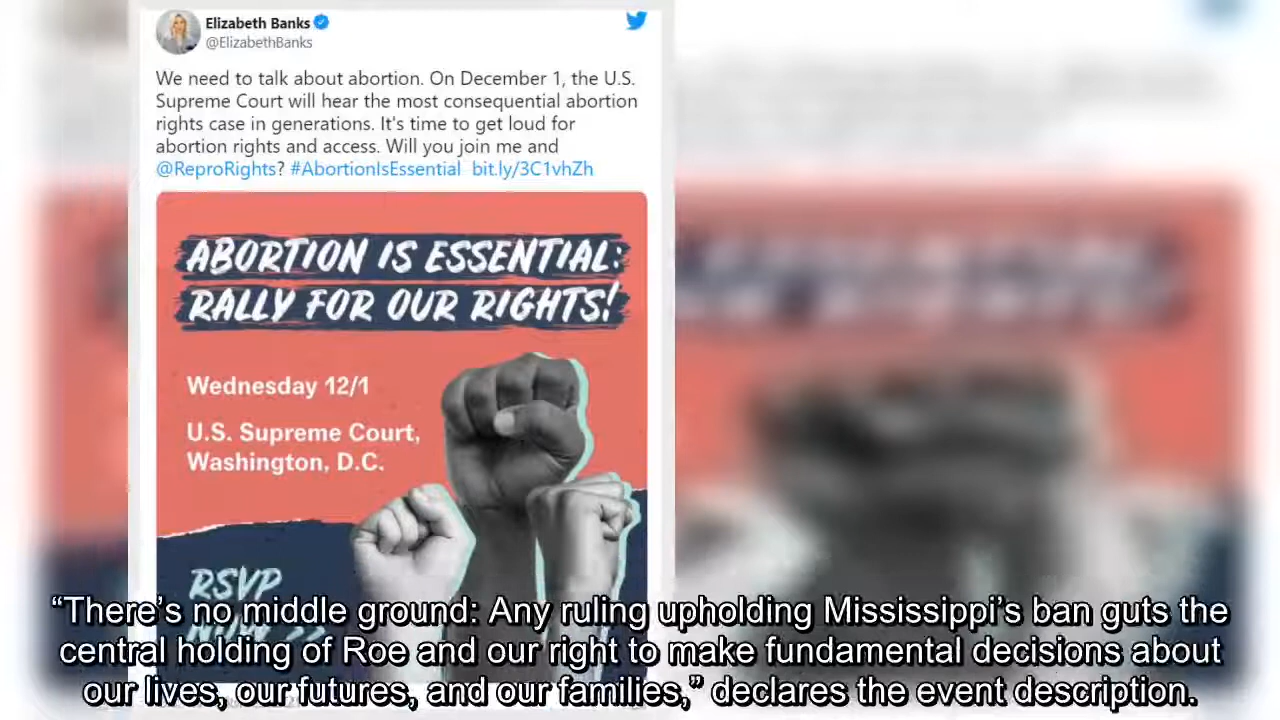 Elizabeth Banks
@ElizabethBanks
We need to talk about abortion. On December 1, the U.S.
Supreme Court will hear the most consequential abortion
rights case in generations. It's time to get loud for
abortion rights and access. Will you join me and
@ReproRights? #AbortionIsEssential bit.ly/3C1vhZh
ABORTION IS ESSENTIAL:
RALLY FOR OUR RIGHTS!
Wednesday 12/1
U.S. Supreme Court,
Washington, D.C.
RSVP
NOW >>
“There’s no middle ground: Any ruling upholding Mississippi’s ban guts the
central holding of Roe and our right to make fundamental decisions about
our lives, our futures, and our families,” declares the event description.